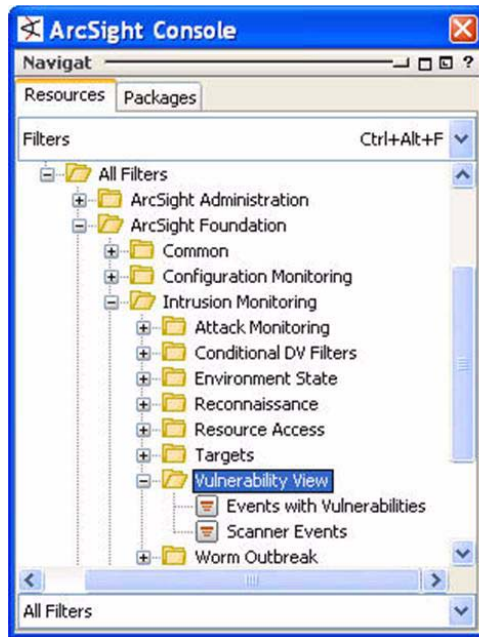 ArcSight Console
Navigat
Resources Packages
Filters Ctrl+Alt+F
All Filters
ArcSight Administration
ArcSight Foundation
Common
Configuration Monitoring
Intrusion Monitoring
Attack Monitoring
Conditional DV Filters
Environment State
Reconnaissance
Resource Access
Targets
Vulnerability View
Events with Vulnerabilities
Scanner Events
Worm Outbreak
All Filters